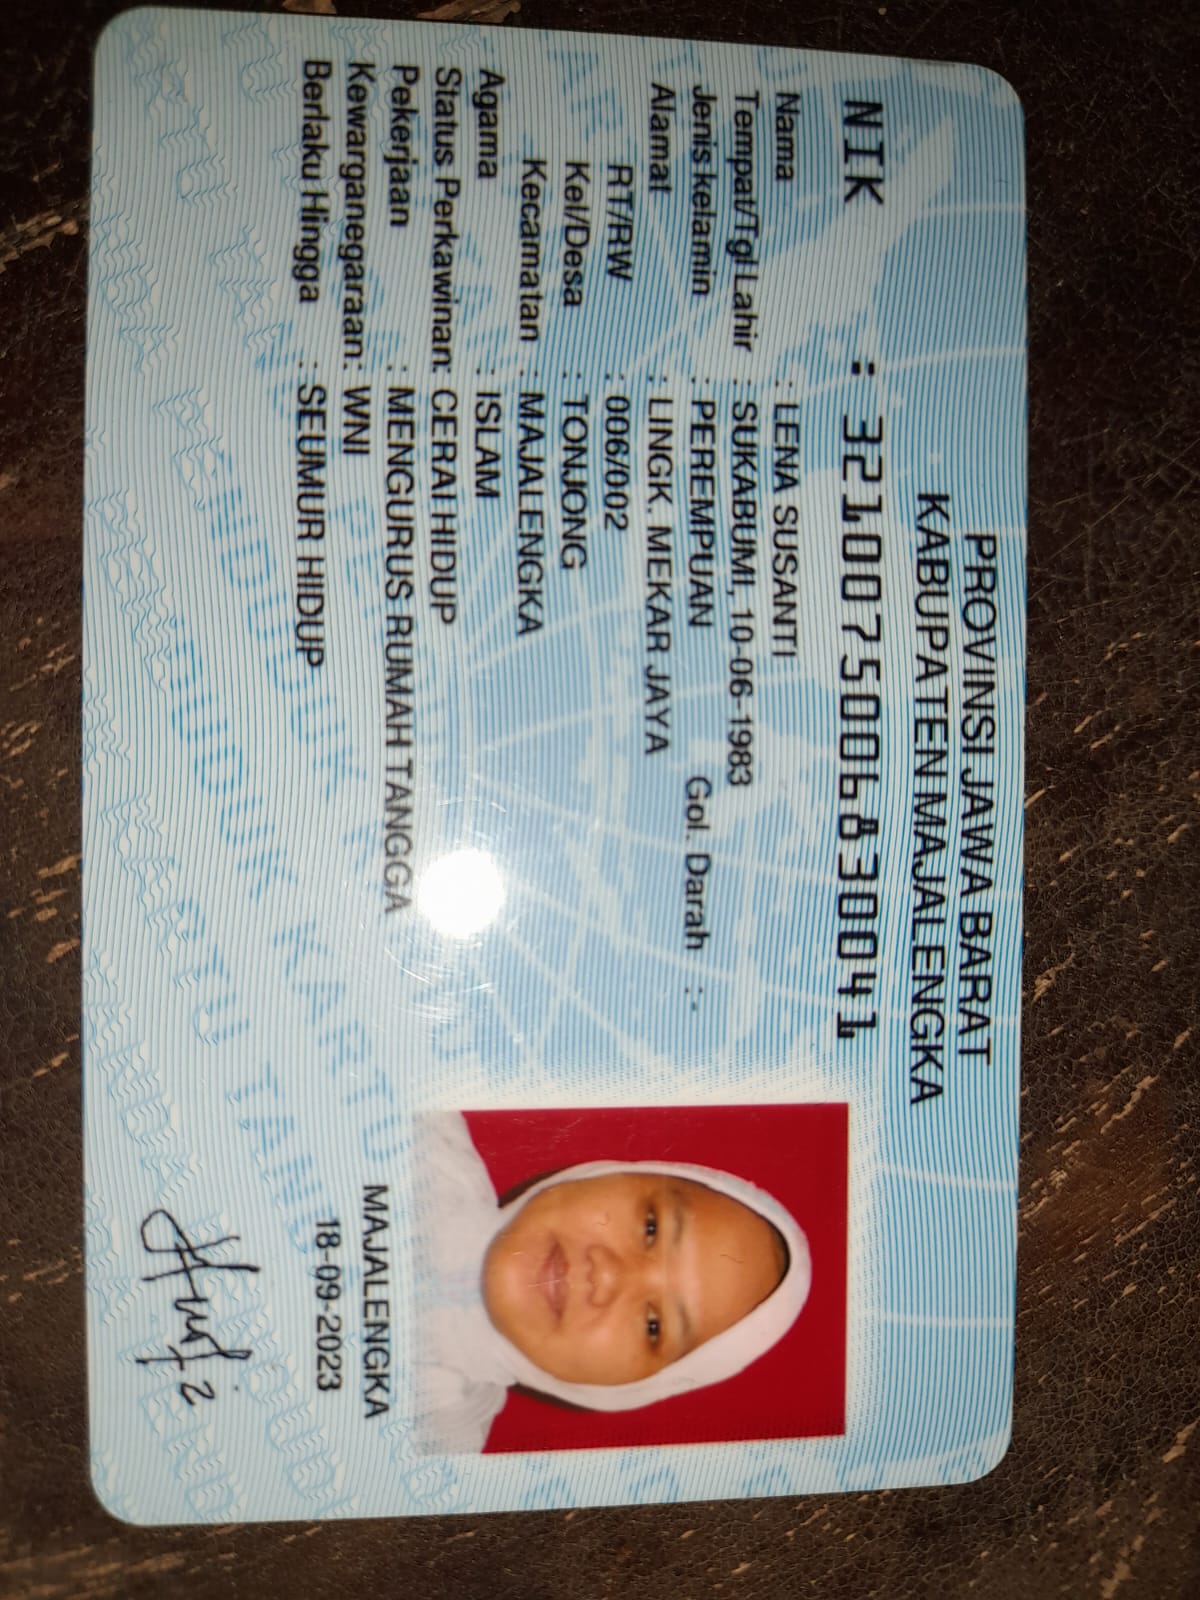 PROVINSI JAWA BARAT
KABUPATEN MAJALENGKA
NIK : 3210075006830041
Nama : LENA SUSANTI
Tempat/Tgl Lahir : SUKABUMI, 10-06-1983
Jenis kelamin : PEREMPUAN Gol. Darah :-
Alamat : LINGK. MEKAR JAYA
RT/RW : 006/002
Kel/Desa : TONJONG
Kecamatan : MAJALENGKA
Agama : ISLAM
Status Perkawinan: CERAI HIDUP
Pekerjaan : MENGURUS RUMAH TANGGA
Kewarganegaraan: WNI
Berlaku Hingga : SEUMUR HIDUP
MAJALENGKA
18-09-2023